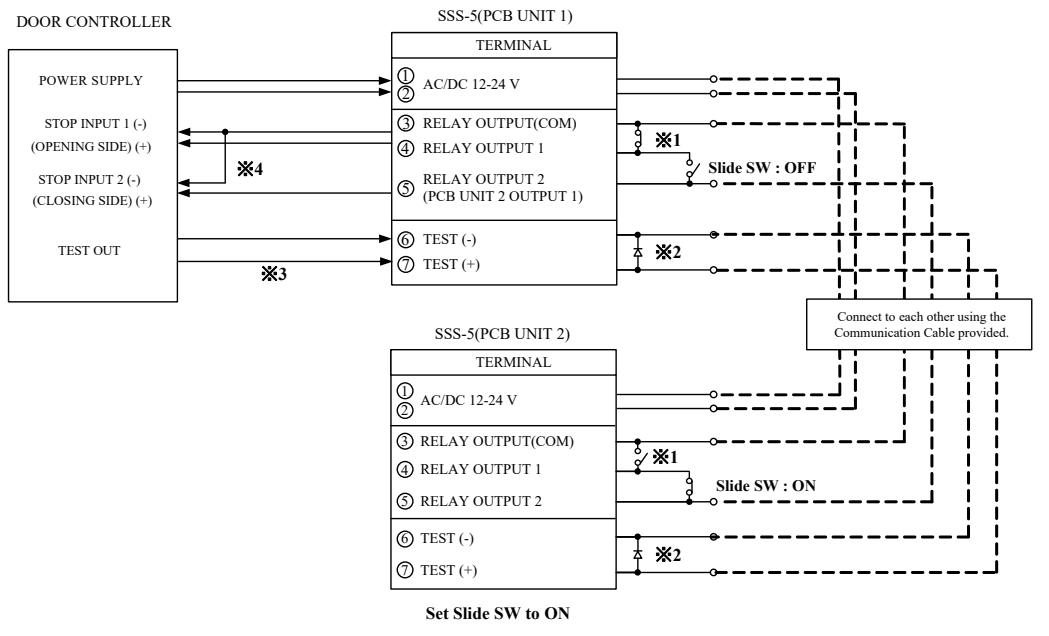 SSS-5(PCB UNIT 1)
DOOR CONTROLLER
TERMINAL
POWER SUPPLY
① ② AC/DC 12-24 V
STOP INPUT 1 (-)
(OPENING SIDE) (+)
STOP INPUT 2 (-)
(CLOSING SIDE) (+)
TEST OUT
※4
※3
③ RELAY OUTPUT(COM)
④ RELAY OUTPUT 1
⑤ RELAY OUTPUT 2
(PCB UNIT 2 OUTPUT 1)
⑥ TEST (-)
⑦ TEST (+)
※1
Slide SW : OFF
※2
Connect to each other using the
Communication Cable provided.
SSS-5(PCB UNIT 2)
TERMINAL
① ② AC/DC 12-24 V
③ RELAY OUTPUT(COM)
④ RELAY OUTPUT 1
⑤ RELAY OUTPUT 2
⑥ TEST (-)
⑦ TEST (+)
※1
Slide SW : ON
※2
Set Slide SW to ON